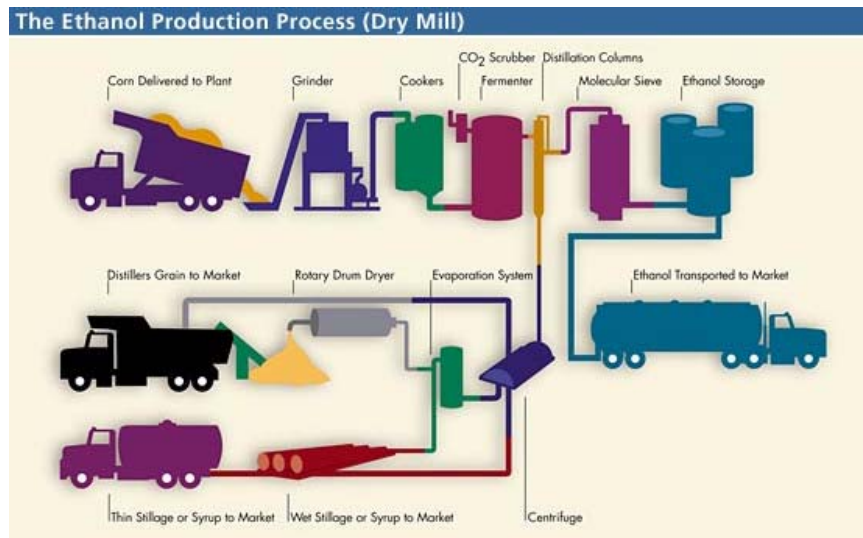 The Ethanol Production Process (Dry Mill)
CO2 Scrubber
Distillation Columns
Corn Delivered to Plant
Grinder
Cookers
Fermenter
Molecular Sieve
Ethanol Storage
Distillers Grain to Market
Rotary Drum Dryer
Evaporation System
Ethanol Transported to Market
Thin Stillage or Syrup to Market
Wet Stillage or Syrup to Market
Centrifuge